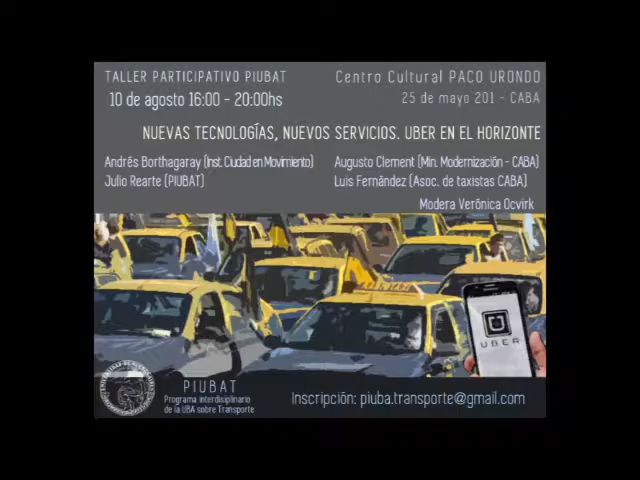 TALLER PARTICIPATIVO PIUBAT
Centro Cultural PACO URONDO
10 de agosto 16:00 - 20:00hs
25 de mayo 201 - CABA
NUEVAS TECNOLOGÍAS, NUEVOS SERVICIOS. UBER EN EL HORIZONTE
Andrés Borthagaray (Inst. Ciudad en Movimiento)
Augusto Clement (Min. Modernización - CABA)
Julio Rearte (PIUBAT)
Luis Fernández (Asoc. de taxistas CABA)
Modera Verónica Ocvirk
UBER
PIUBAT
Programa interdisiplinario
de la UBA sobre Transporte
Inscripción: piuba.transporte@gmail.com